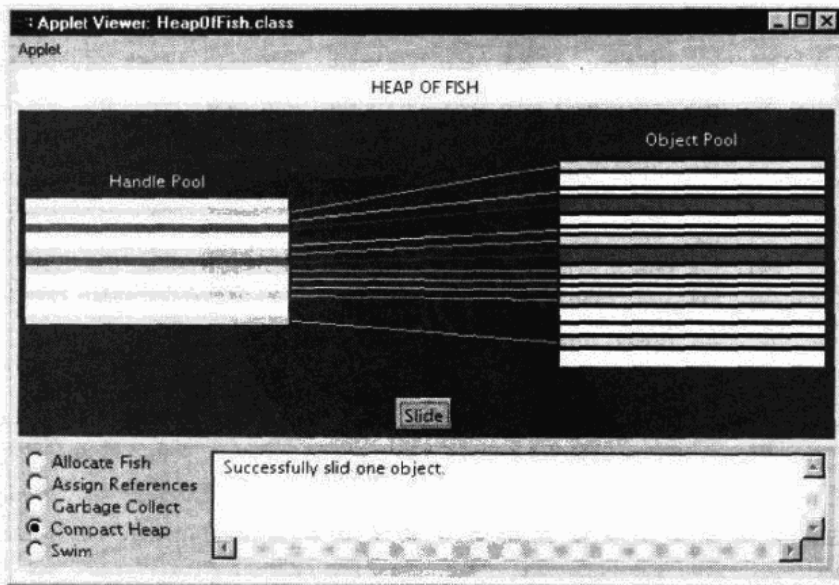 Applet Viewer: HeapOfFish.class
Applet
HEAP OF FISH
Object Pool
Handle Pool
Slide
Allocate Fish
Assign References
Garbage Collect
Compact Heap
Swim
Successfully slid one object.